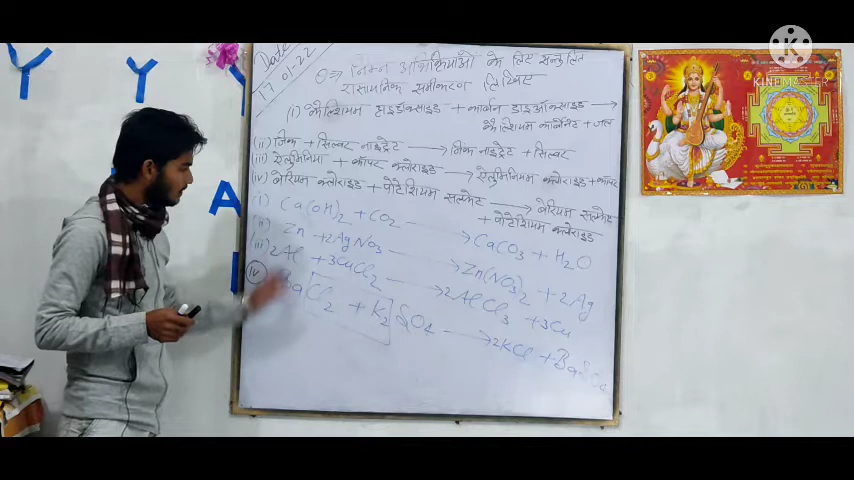 Y Y
A
Date
17-01-22
Q ⇒ निम्न अभिक्रियाओ के लिए सन्तुलित
रासायनिक समीकरण लिखिए
(i) कैल्शियम हाइड्रॉक्साइड + कार्बन डाइऑक्साइड ⟶
कैल्शियम कार्बोनेट + जल
(ii) जिंक + सिल्वर नाइट्रेट ⟶ जिंक नाइट्रेट + सिल्वर
(iii) ऐलुमिनियम + कॉपर क्लोराइड ⟶ ऐलुमिनियम क्लोराइड + कॉपर
(iv) बेरियम क्लोराइड + पोटैशियम सल्फेट ⟶ बेरियम सल्फेट
+ पोटैशियम क्लोराइड
(i) Ca(OH)2 + CO2 ⟶ CaCO3 + H2O
(ii) Zn + 2AgNO3 ⟶ Zn(NO3)2 + 2Ag
(iii) 2Al + 3CuCl2 ⟶ 2AlCl3 + 3Cu
(iv) BaCl2 + K2SO4 ⟶ 2KCl + BaSO4
KINEMASTER